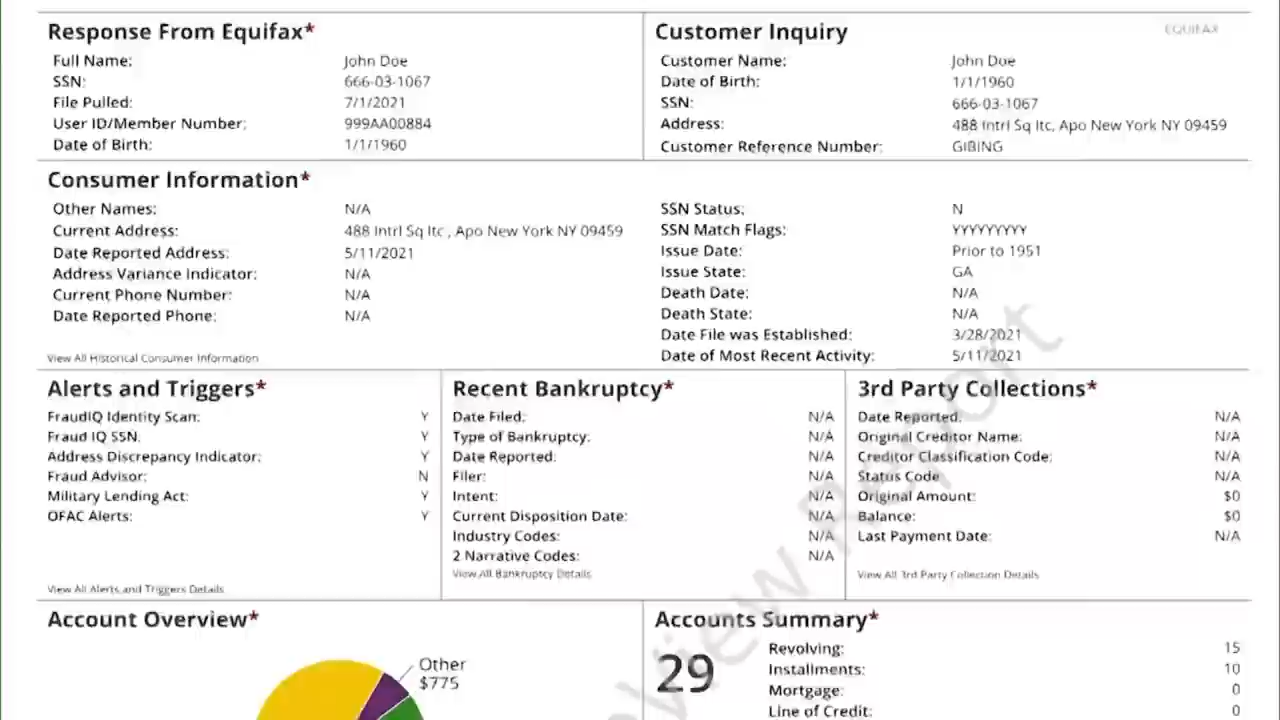 Response From Equifax*
Full Name: John Doe
SSN: 666-03-1067
File Pulled: 7/1/2021
User ID/Member Number: 999AA00884
Date of Birth: 1/1/1960
Customer Inquiry
EQUIFAX
Customer Name: John Doe
Date of Birth: 1/1/1960
SSN: 666-03-1067
Address: 488 Intrl Sq Itc, Apo New York NY 09459
Customer Reference Number: GIBING
Consumer Information*
Other Names: N/A
Current Address: 488 Intrl Sq Itc , Apo New York NY 09459
Date Reported Address: 5/11/2021
Address Variance Indicator: N/A
Current Phone Number: N/A
Date Reported Phone: N/A
View All Historical Consumer Information
SSN Status: N
SSN Match Flags: YYYYYYYYY
Issue Date: Prior to 1951
Issue State: GA
Death Date: N/A
Death State: N/A
Date File was Established: 3/28/2021
Date of Most Recent Activity: 5/11/2021
Alerts and Triggers*
FraudIQ Identity Scan: Y
Fraud IQ SSN: Y
Address Discrepancy Indicator: Y
Fraud Advisor: N
Military Lending Act: Y
OFAC Alerts: Y
View All Alerts and Triggers Details
Recent Bankruptcy*
Date Filed: N/A
Type of Bankruptcy: N/A
Date Reported: N/A
Filer: N/A
Intent: N/A
Current Disposition Date: N/A
Industry Codes: N/A
2 Narrative Codes: N/A
View All Bankruptcy Details
3rd Party Collections*
Date Reported: N/A
Original Creditor Name: N/A
Creditor Classification Code: N/A
Status Code N/A
Original Amount: $0
Balance: $0
Last Payment Date: N/A
View All 3rd Party Collection Details
Account Overview*
Other
$775
Accounts Summary*
29
Revolving: 15
Installments: 10
Mortgage: 0
Line of Credit: 0
Report